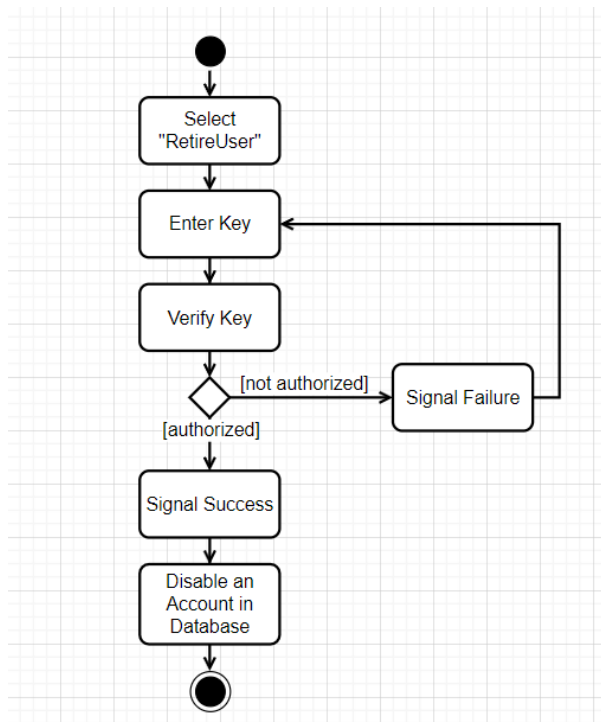 Select
"RetireUser"
Enter Key
Verify Key
[not authorized]
Signal Failure
[authorized]
Signal Success
Disable an
Account in
Database